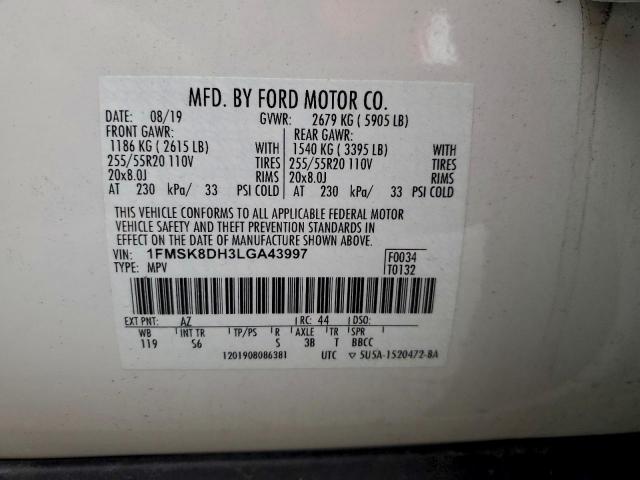 MFD. BY FORD MOTOR CO.
DATE: 08/19 GVWR: 2679 KG ( 5905 LB)
FRONT GAWR: REAR GAWR:
1186 KG ( 2615 LB) WITH 1540 KG ( 3395 LB) WITH
255/55R20 110V TIRES 255/55R20 110V TIRES
20x8.0J RIMS 20x8.0J RIMS
AT 230 kPa/ 33 PSI COLD AT 230 kPa/ 33 PSI COLD
THIS VEHICLE CONFORMS TO ALL APPLICABLE FEDERAL MOTOR
VEHICLE SAFETY AND THEFT PREVENTION STANDARDS IN
EFFECT ON THE DATE OF MANUFACTURE SHOWN ABOVE.
VIN: 1FMSK8DH3LGA43997 F0034
TYPE: MPV T0132
EXT PNT: AZ RC: 44 DSO:
WB INT TR TP/PS R AXLE TR SPR
119 S6 S 3B T BBCC
1201908086381 UTC ▽ 5U5A-1520472-BA